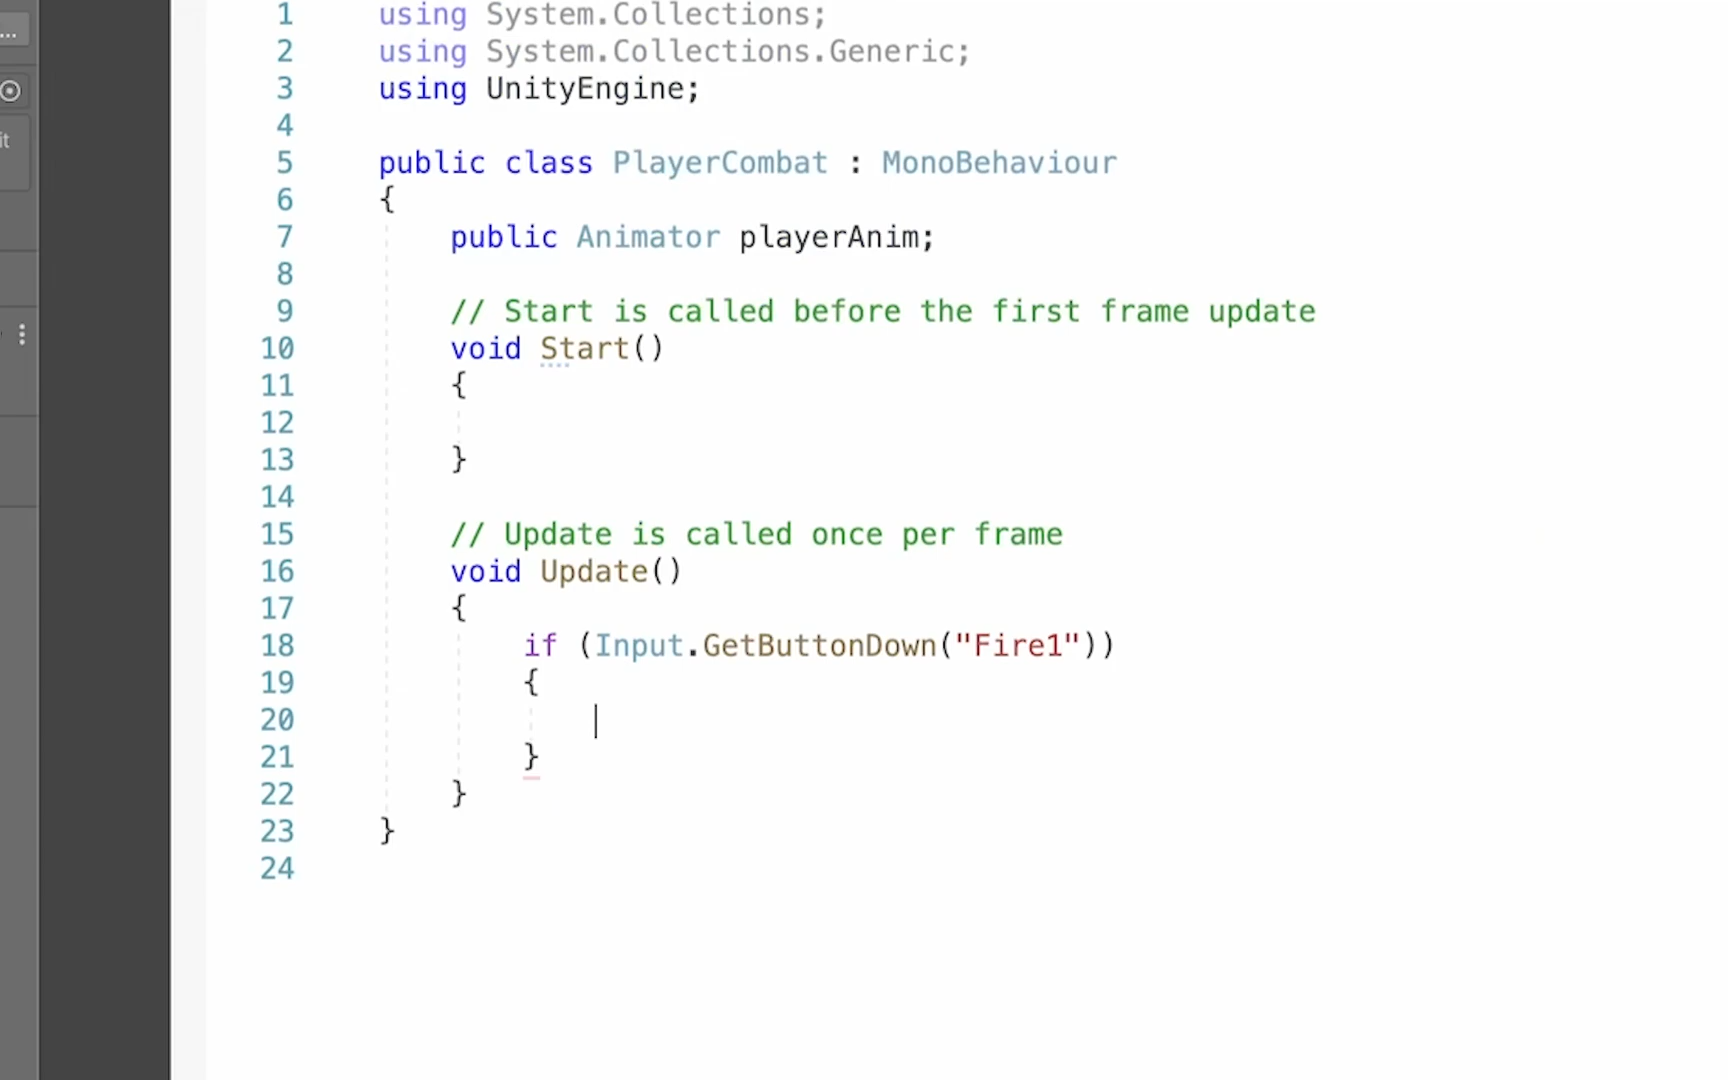 ...
it
1 using System.Collections;
2 using System.Collections.Generic;
3 using UnityEngine;
4
5 public class PlayerCombat : MonoBehaviour
6 {
7 public Animator playerAnim;
8
9 // Start is called before the first frame update
10 void Start()
11 {
12
13 }
14
15 // Update is called once per frame
16 void Update()
17 {
18 if (Input.GetButtonDown("Fire1"))
19 {
20
21 }
22 }
23 }
24